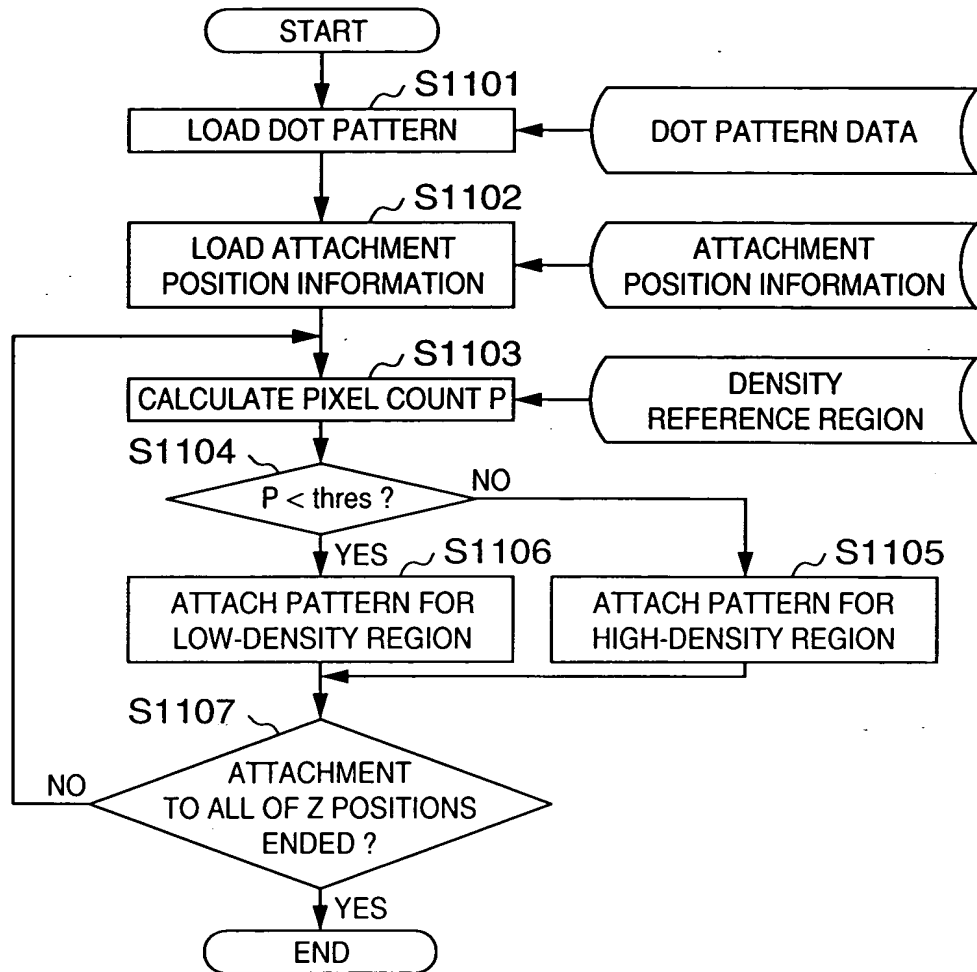 START
S1101
LOAD DOT PATTERN
DOT PATTERN DATA
S1102
LOAD ATTACHMENT
POSITION INFORMATION
ATTACHMENT
POSITION INFORMATION
S1103
CALCULATE PIXEL COUNT P
DENSITY
REFERENCE REGION
S1104
P < thres ?
NO
YES
S1106
ATTACH PATTERN FOR
LOW-DENSITY REGION
S1105
ATTACH PATTERN FOR
HIGH-DENSITY REGION
S1107
ATTACHMENT
TO ALL OF Z POSITIONS
ENDED ?
NO
YES
END